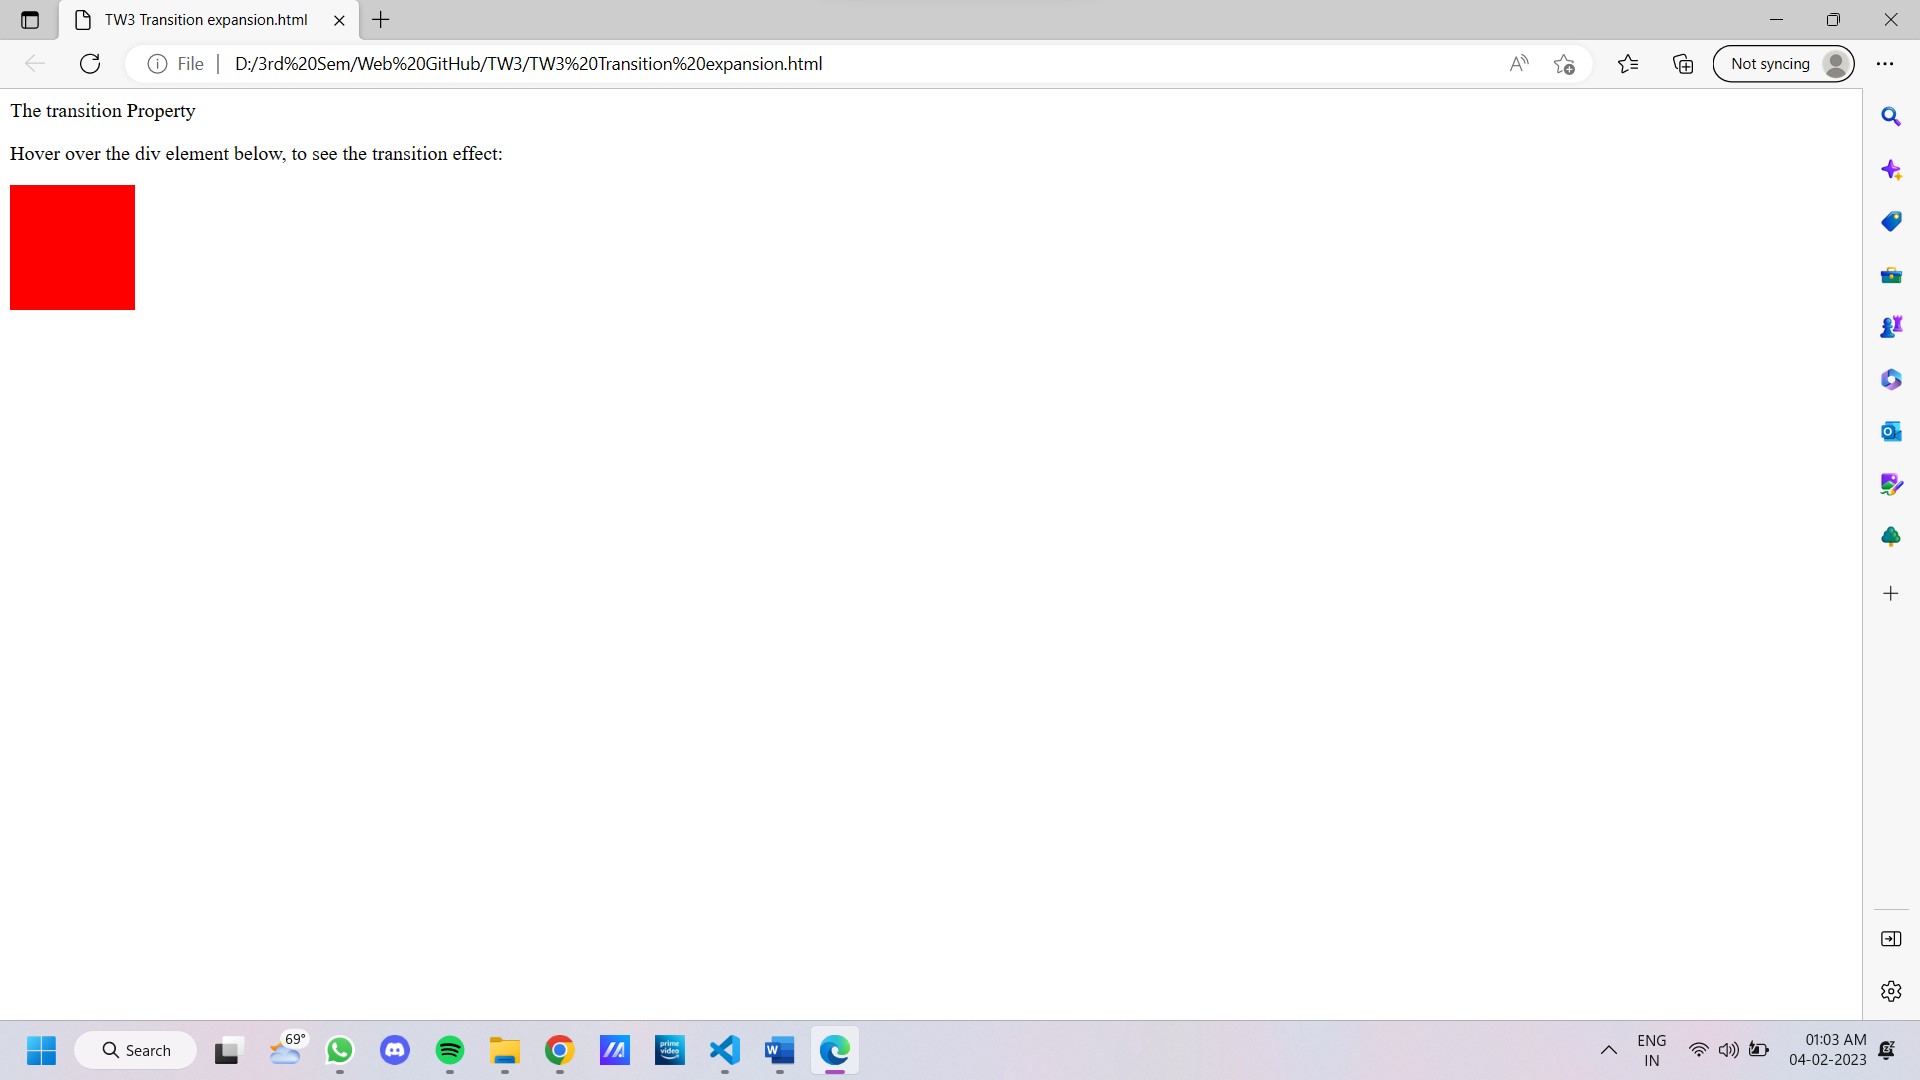 TW3 Transition expansion.html
File
D:/3rd%20Sem/Web%20GitHub/TW3/TW3%20Transition%20expansion.html
Not syncing
The transition Property
Hover over the div element below, to see the transition effect:
Search
69°
prime video
W
ENG
IN
01:03 AM
04-02-2023